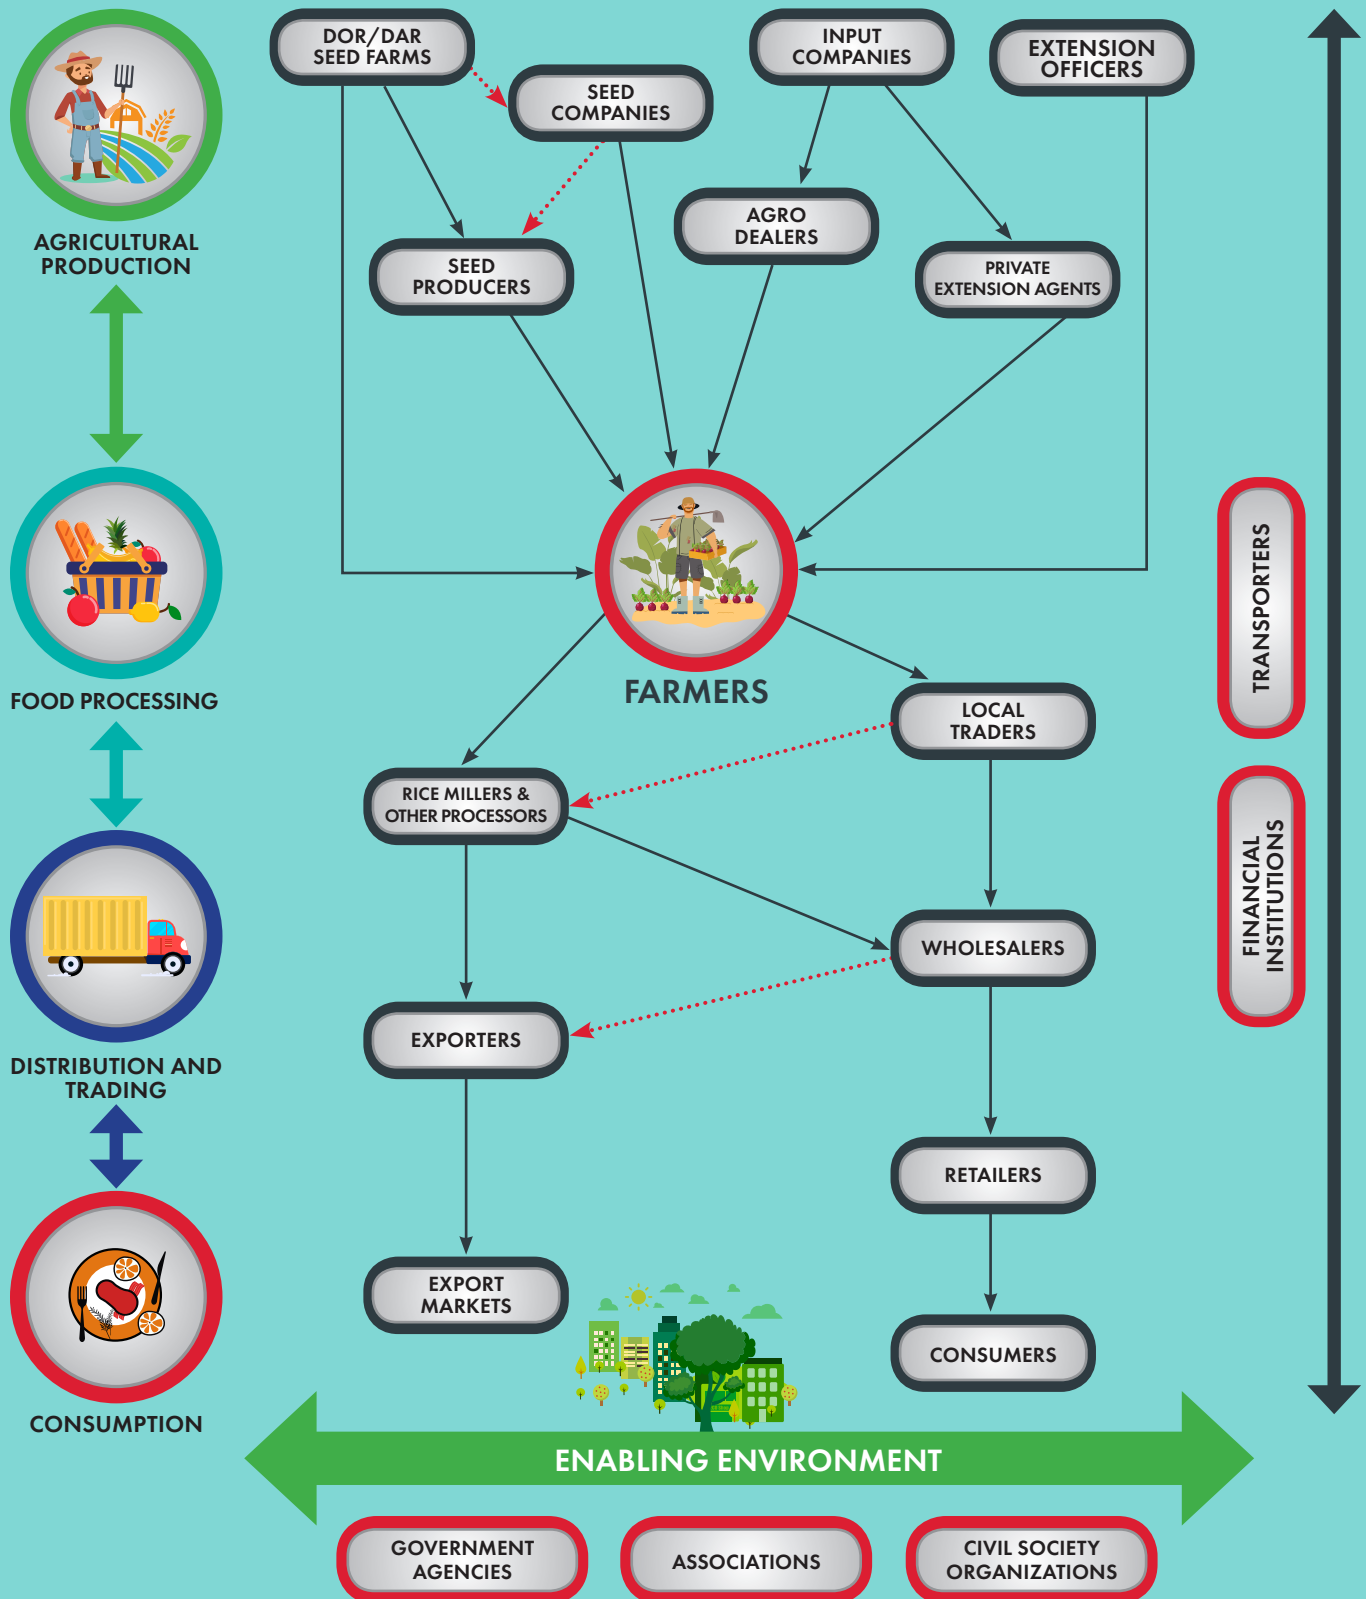 DOR/DAR
SEED FARMS
INPUT
COMPANIES
EXTENSION
OFFICERS
SEED
COMPANIES
AGRO
DEALERS
AGRICULTURAL
PRODUCTION
SEED
PRODUCERS
PRIVATE
EXTENSION AGENTS
TRANSPORTERS
FARMERS
FOOD PROCESSING
LOCAL
TRADERS
RICE MILLERS &
OTHER PROCESSORS
FINANCIAL
INSTITUTIONS
WHOLESALERS
EXPORTERS
DISTRIBUTION AND
TRADING
RETAILERS
EXPORT
MARKETS
CONSUMERS
CONSUMPTION
ENABLING ENVIRONMENT
GOVERNMENT
AGENCIES
ASSOCIATIONS
CIVIL SOCIETY
ORGANIZATIONS